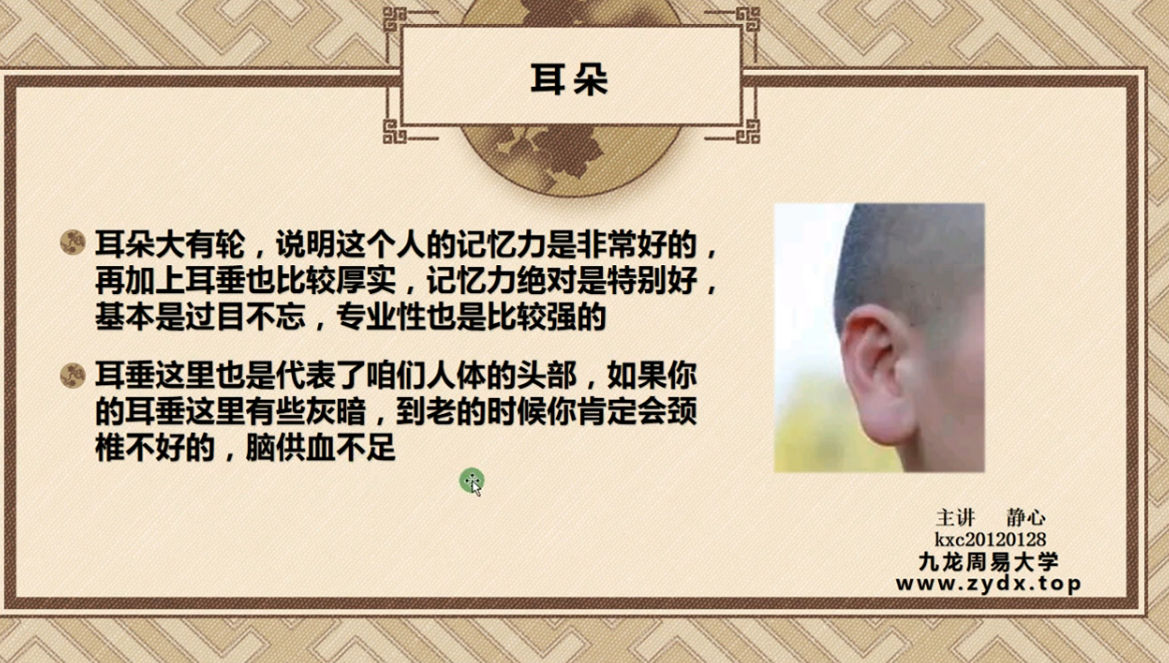 耳朵
耳朵大有轮，说明这个人的记忆力是非常好的，
再加上耳垂也比较厚实，记忆力绝对是特别好，
基本是过目不忘，专业性也是比较强的
耳垂这里也是代表了咱们人体的头部，如果你
的耳垂这里有些灰暗，到老的时候你肯定会颈
椎不好的，脑供血不足
主讲 静心
kxc20120128
九龙周易大学
www.zydx.top